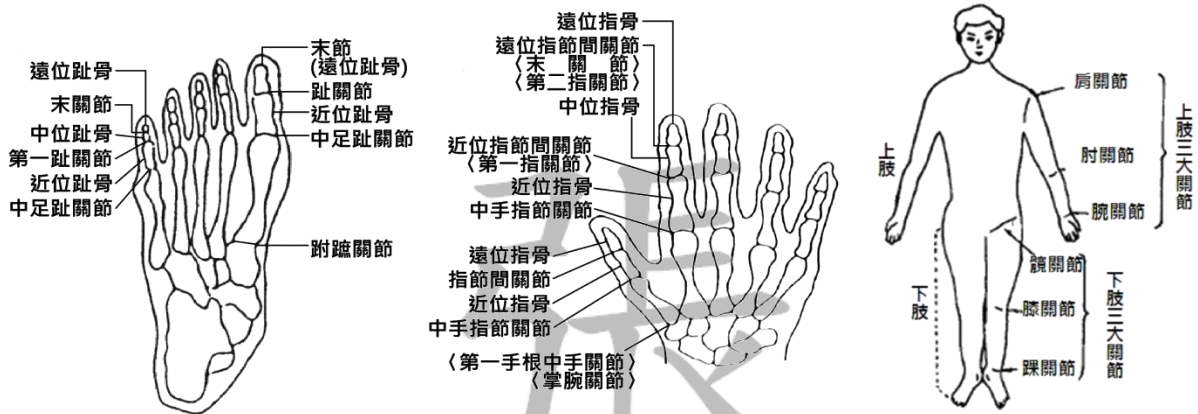 遠位趾骨
末關節
中位趾骨
第一趾關節
近位趾骨
中足趾關節
末節
(遠位趾骨)
趾關節
近位趾骨
中足趾關節
跗蹠關節
遠位指骨
遠位指節間關節
〈末關節〉
〈第二指關節〉
中位指骨
近位指節間關節
〈第一指關節〉
近位指骨
中手指節關節
遠位指骨
指節間關節
近位指骨
中手指節關節
〈第一手根中手關節〉
〈掌腕關節〉
上肢
下肢
肩關節
肘關節
腕關節
上肢三大關節
髖關節
膝關節
踝關節
下肢三大關節